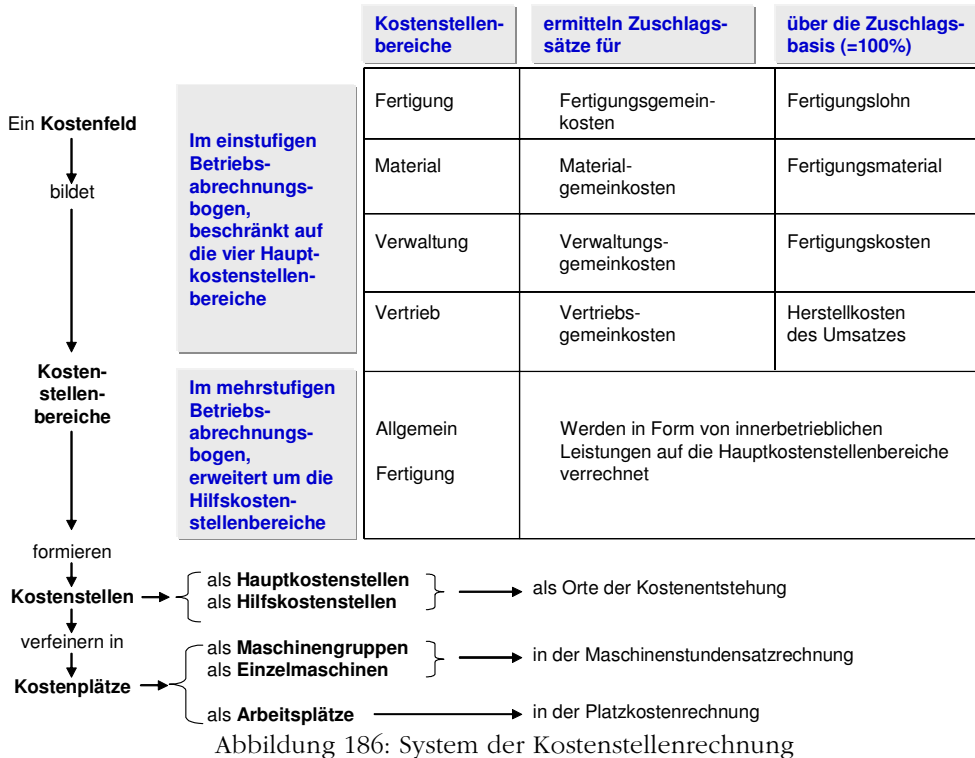 Kostenstellen-
bereiche
ermitteln Zuschlags-
sätze für
über die Zuschlags-
basis (=100%)
Ein Kostenfeld
bildet
Kosten-
stellen-
bereiche
formieren
Im einstufigen
Betriebs-
abrechnungs-
bogen,
beschränkt auf
die vier Haupt-
kostenstellen-
bereiche
Fertigung
Fertigungsgemein-
kosten
Fertigungslohn
Material
Material-
gemeinkosten
Fertigungsmaterial
Verwaltung
Verwaltungs-
gemeinkosten
Fertigungskosten
Vertrieb
Vertriebs-
gemeinkosten
Herstellkosten
des Umsatzes
Im mehrstufigen
Betriebs-
abrechnungs-
bogen,
erweitert um die
Hilfskosten-
stellenbereiche
Allgemein
Fertigung
Werden in Form von innerbetrieblichen
Leistungen auf die Hauptkostenstellenbereiche
verrechnet
Kostenstellen
als Hauptkostenstellen
als Hilfskostenstellen
als Orte der Kostenentstehung
verfeinern in
Kostenplätze
als Maschinengruppen
als Einzelmaschinen
in der Maschinenstundensatzrechnung
als Arbeitsplätze
in der Platzkostenrechnung
Abbildung 186: System der Kostenstellenrechnung